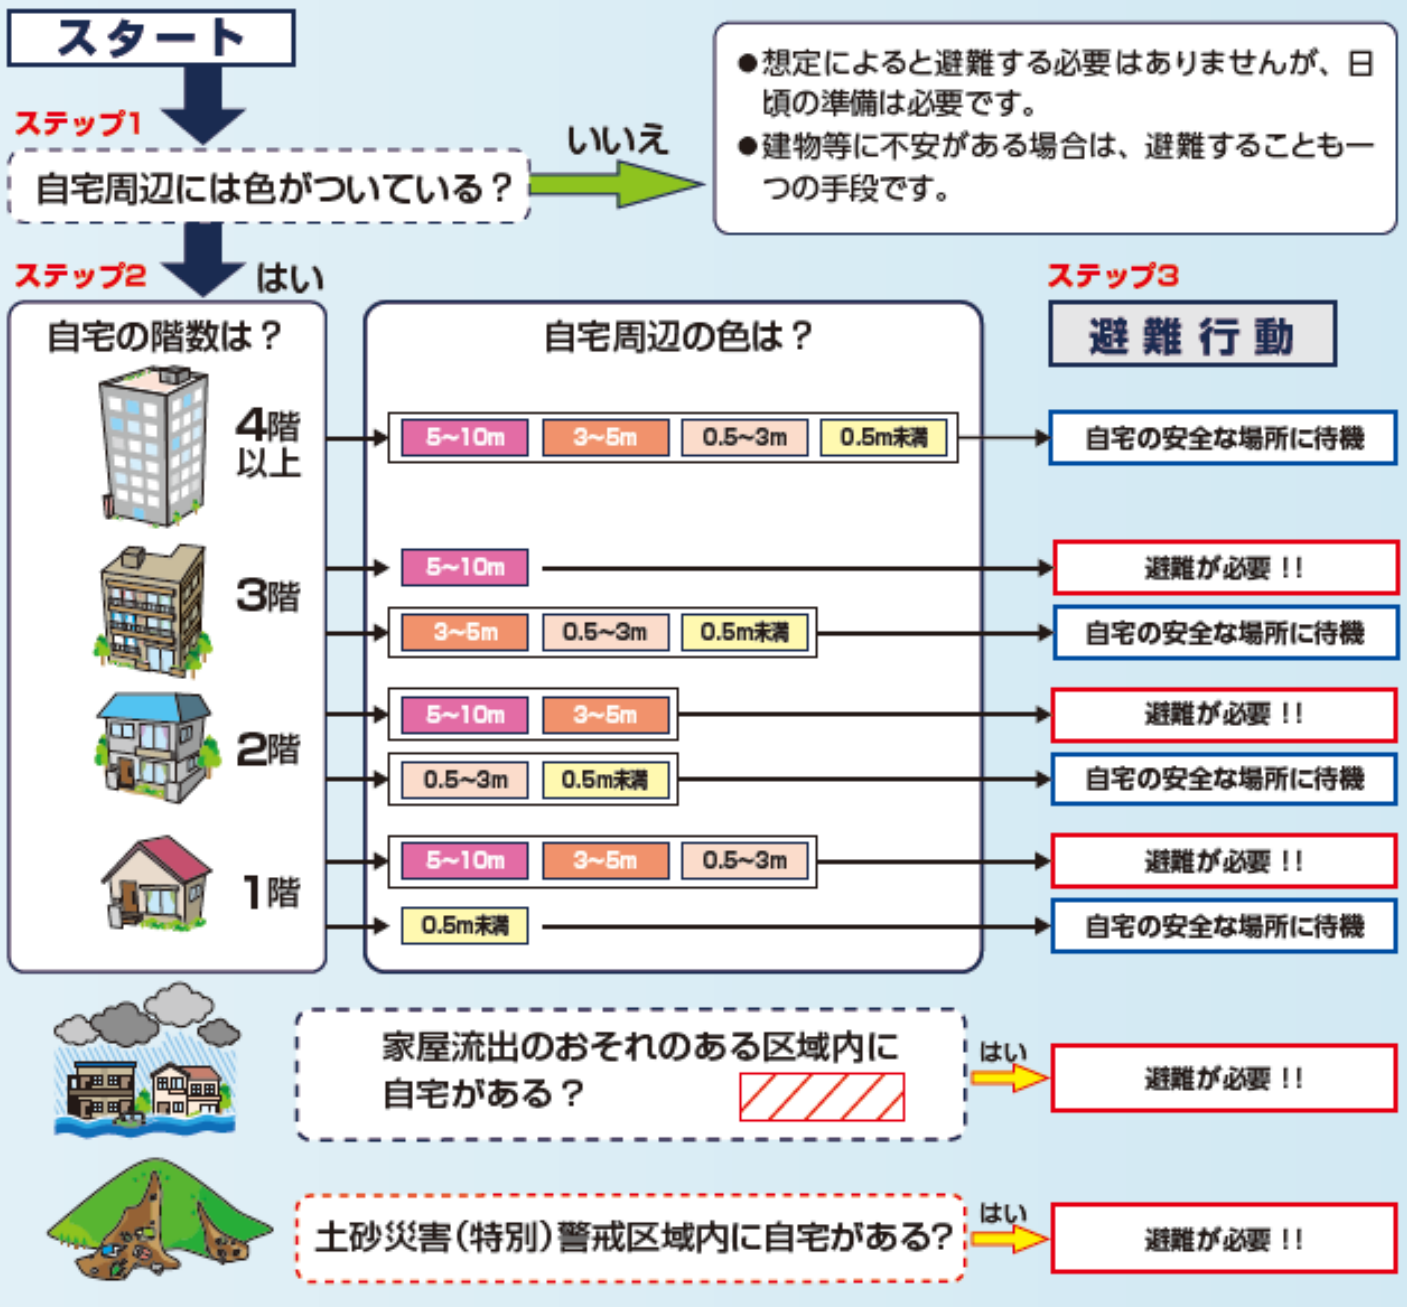 スタート
ステップ1
自宅周辺には色がついている？
いいえ
●想定によると避難する必要はありませんが、日
頃の準備は必要です。
●建物等に不安がある場合は、避難することも一
つの手段です。
ステップ2
はい
自宅の階数は？
自宅周辺の色は？
ステップ3
避難行動
4階
以上
5～10m 3～5m 0.5～3m 0.5m未満
自宅の安全な場所に待機
3階
5～10m
避難が必要！！
3～5m 0.5～3m 0.5m未満
自宅の安全な場所に待機
2階
5～10m 3～5m
避難が必要！！
0.5～3m 0.5m未満
自宅の安全な場所に待機
1階
5～10m 3～5m 0.5～3m
避難が必要！！
0.5m未満
自宅の安全な場所に待機
家屋流出のおそれのある区域内に
自宅がある？
はい
避難が必要！！
土砂災害（特別）警戒区域内に自宅がある？
はい
避難が必要！！